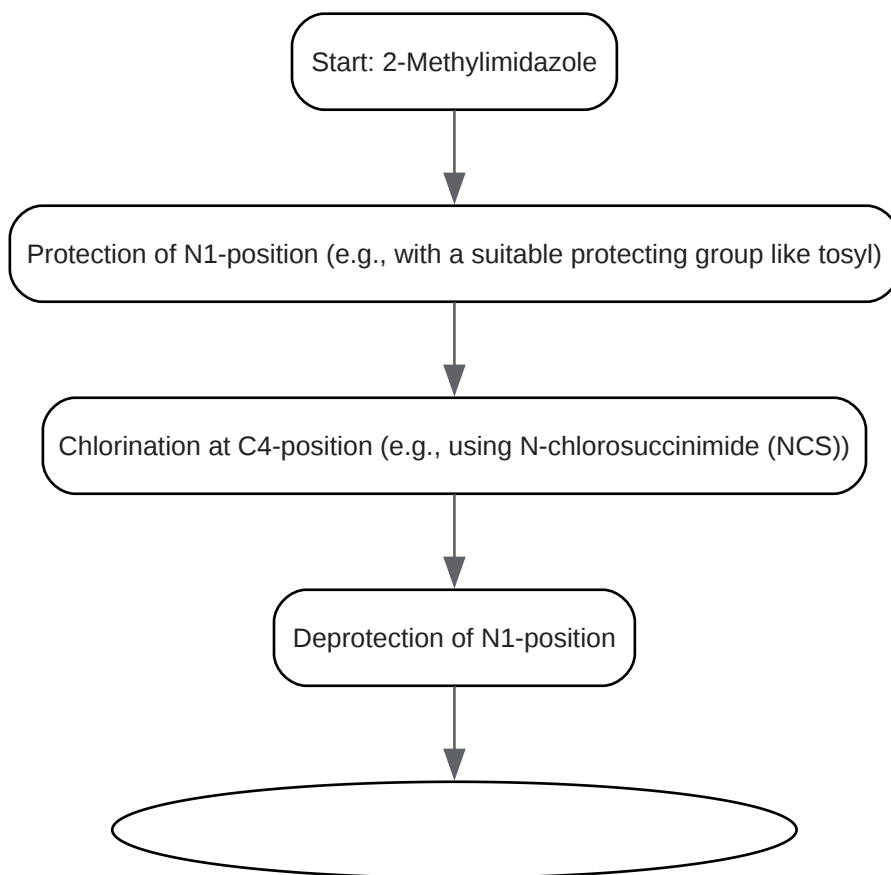 Start: 2-Methylimidazole
Protection of N1-position (e.g., with a suitable protecting group like tosyl)
Chlorination at C4-position (e.g., using N-chlorosuccinimide (NCS))
Deprotection of N1-position